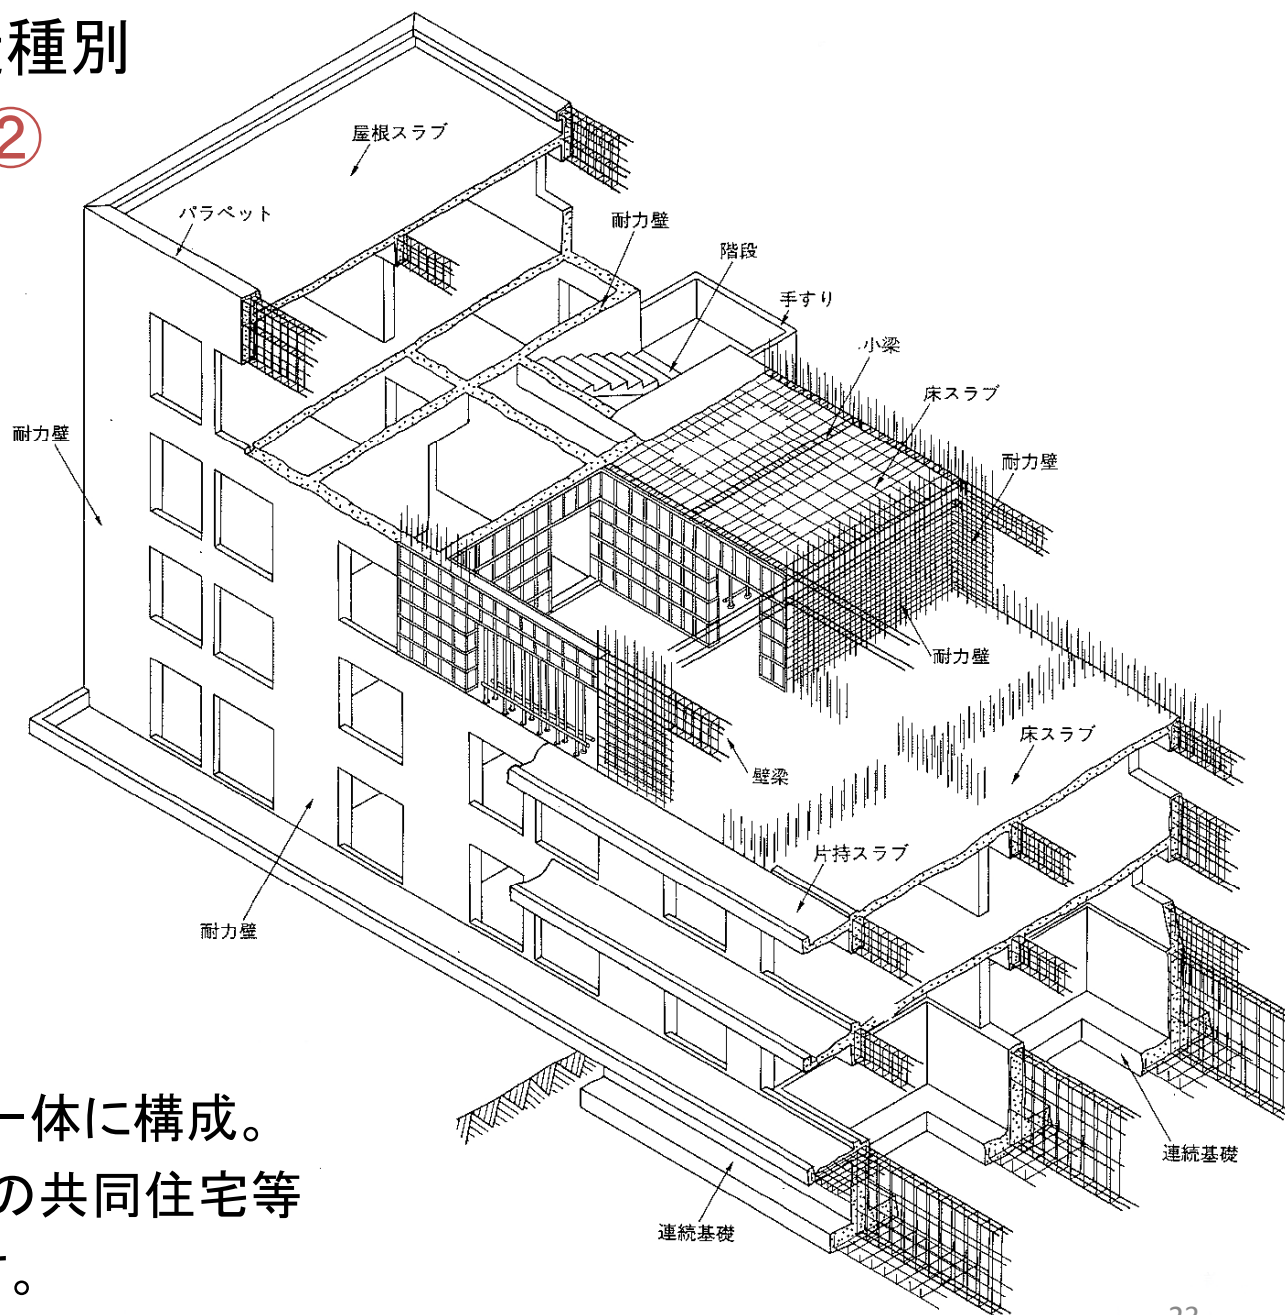 種別
②
屋根スラブ
パラペット
耐力壁
階段
手すり
小梁
床スラブ
耐力壁
耐力壁
耐力壁
床スラブ
壁梁
片持スラブ
耐力壁
連続基礎
連続基礎
一体に構成。
の共同住宅等
。